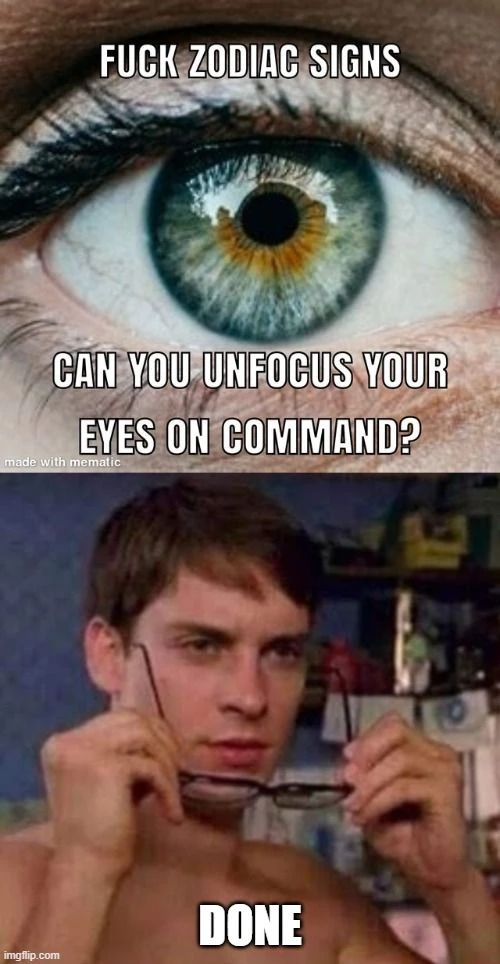 FUCK ZODIAC SIGNS
CAN YOU UNFOCUS YOUR
EYES ON COMMAND?
made with mematic
DONE
imgflip.com